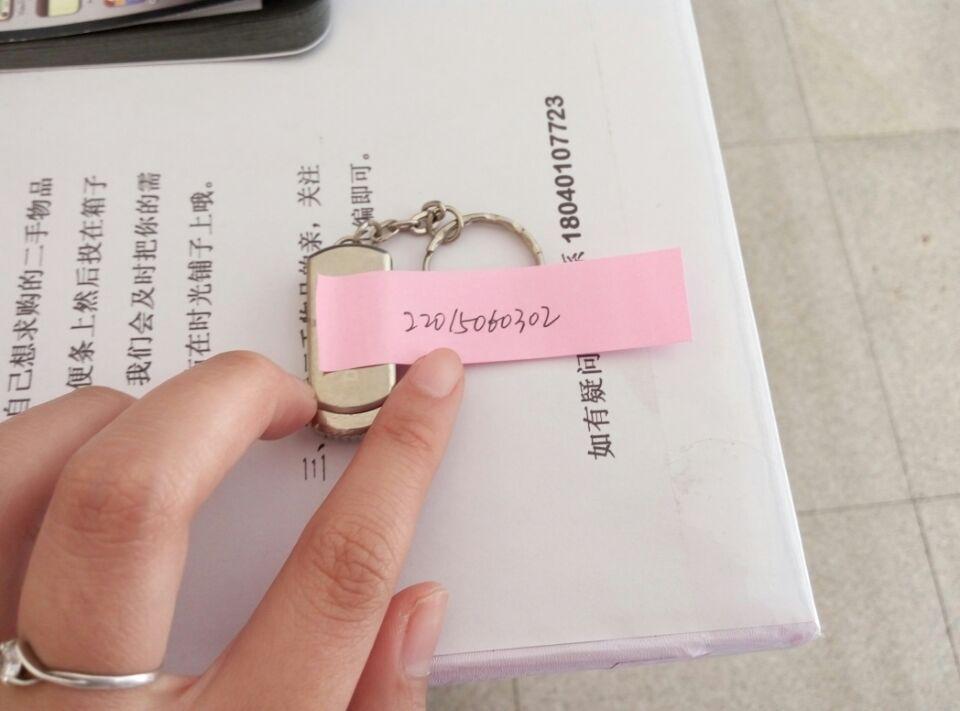 22015060302
自己想求购的二手物品
便条上然后投在箱子
我们会及时把你的需
在时光铺子上哦。
三、
亲，关注
编即可。
如有疑问
18040107723